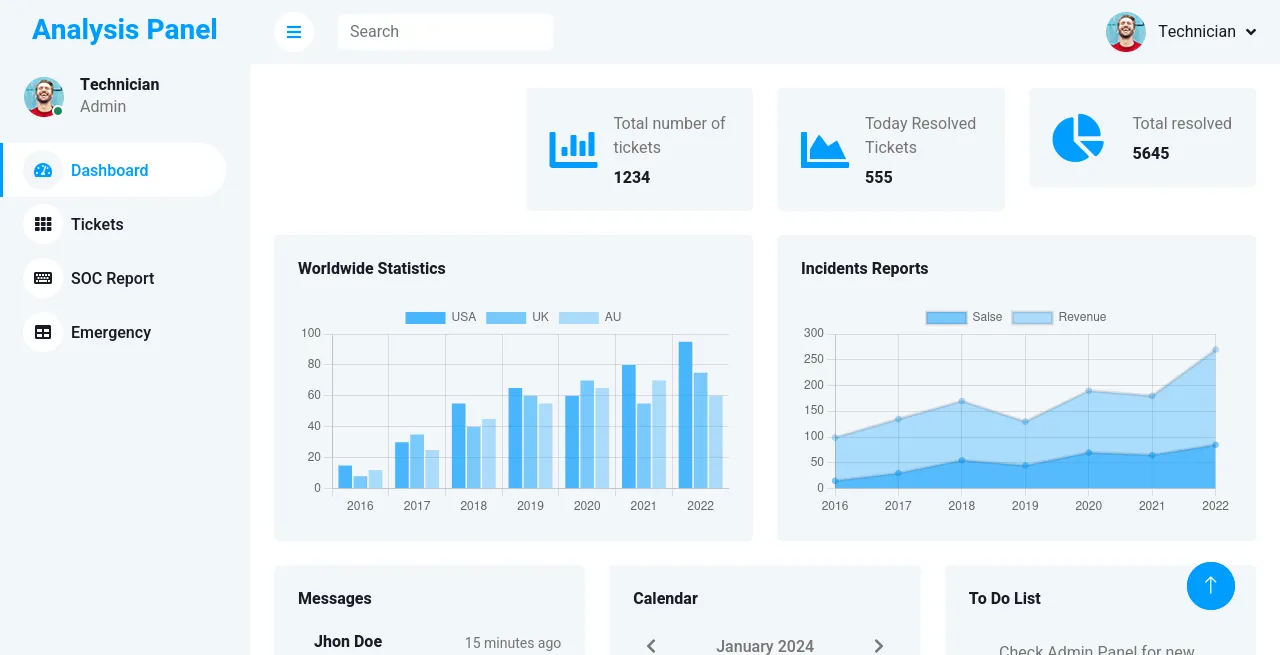 Analysis Panel
Search
Technician
Technician
Admin
Dashboard
Tickets
SOC Report
Emergency
Total number of
tickets
1234
Today Resolved
Tickets
555
Total resolved
5645
Worldwide Statistics
USA UK AU
100
80
60
40
20
0
2016 2017 2018 2019 2020 2021 2022
Incidents Reports
Salse Revenue
300
250
200
150
100
50
0
2016 2017 2018 2019 2020 2021 2022
Messages
Jhon Doe 15 minutes ago
Calendar
January 2024
To Do List
Check Admin Panel for new